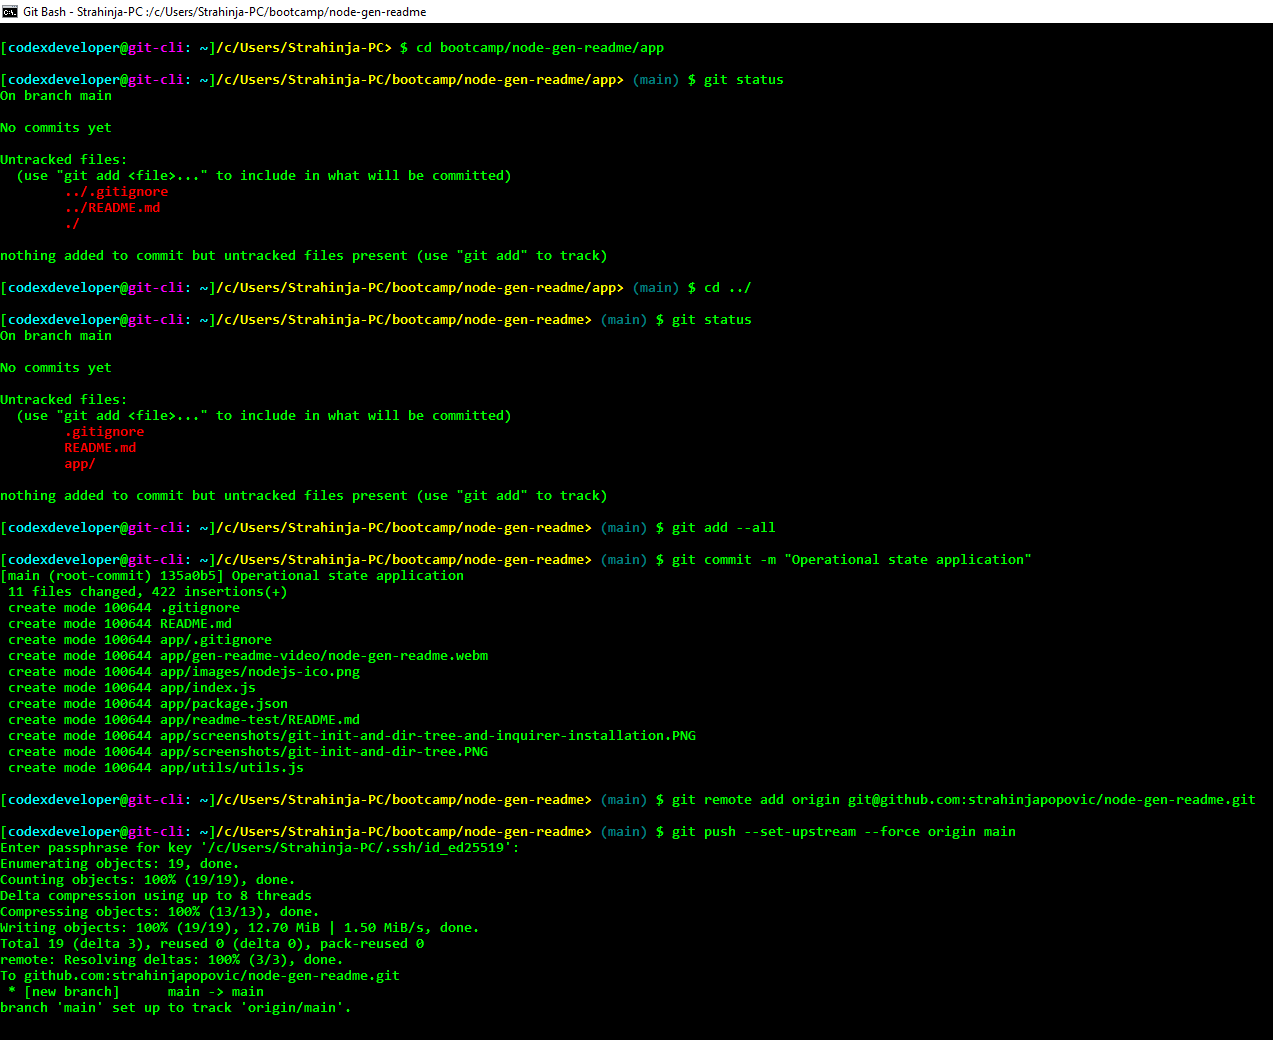 Git Bash - Strahinja-PC :/c/Users/Strahinja-PC/bootcamp/node-gen-readme
[codexdeveloper@git-cli: ~]/c/Users/Strahinja-PC> $ cd bootcamp/node-gen-readme/app
[codexdeveloper@git-cli: ~]/c/Users/Strahinja-PC/bootcamp/node-gen-readme/app> (main) $ git status
On branch main
No commits yet
Untracked files:
(use "git add <file>..." to include in what will be committed)
../.gitignore
../README.md
./
nothing added to commit but untracked files present (use "git add" to track)
[codexdeveloper@git-cli: ~]/c/Users/Strahinja-PC/bootcamp/node-gen-readme/app> (main) $ cd ../
[codexdeveloper@git-cli: ~]/c/Users/Strahinja-PC/bootcamp/node-gen-readme> (main) $ git status
On branch main
No commits yet
Untracked files:
(use "git add <file>..." to include in what will be committed)
.gitignore
README.md
app/
nothing added to commit but untracked files present (use "git add" to track)
[codexdeveloper@git-cli: ~]/c/Users/Strahinja-PC/bootcamp/node-gen-readme> (main) $ git add --all
[codexdeveloper@git-cli: ~]/c/Users/Strahinja-PC/bootcamp/node-gen-readme> (main) $ git commit -m "Operational state application"
[main (root-commit) 135a0b5] Operational state application
11 files changed, 422 insertions(+)
create mode 100644 .gitignore
create mode 100644 README.md
create mode 100644 app/.gitignore
create mode 100644 app/gen-readme-video/node-gen-readme.webm
create mode 100644 app/images/nodejs-ico.png
create mode 100644 app/index.js
create mode 100644 app/package.json
create mode 100644 app/readme-test/README.md
create mode 100644 app/screenshots/git-init-and-dir-tree-and-inquirer-installation.PNG
create mode 100644 app/screenshots/git-init-and-dir-tree.PNG
create mode 100644 app/utils/utils.js
[codexdeveloper@git-cli: ~]/c/Users/Strahinja-PC/bootcamp/node-gen-readme> (main) $ git remote add origin git@github.com:strahinjapopovic/node-gen-readme.git
[codexdeveloper@git-cli: ~]/c/Users/Strahinja-PC/bootcamp/node-gen-readme> (main) $ git push --set-upstream --force origin main
Enter passphrase for key '/c/Users/Strahinja-PC/.ssh/id_ed25519':
Enumerating objects: 19, done.
Counting objects: 100% (19/19), done.
Delta compression using up to 8 threads
Compressing objects: 100% (13/13), done.
Writing objects: 100% (19/19), 12.70 MiB | 1.50 MiB/s, done.
Total 19 (delta 3), reused 0 (delta 0), pack-reused 0
remote: Resolving deltas: 100% (3/3), done.
To github.com:strahinjapopovic/node-gen-readme.git
* [new branch]      main -> main
branch 'main' set up to track 'origin/main'.